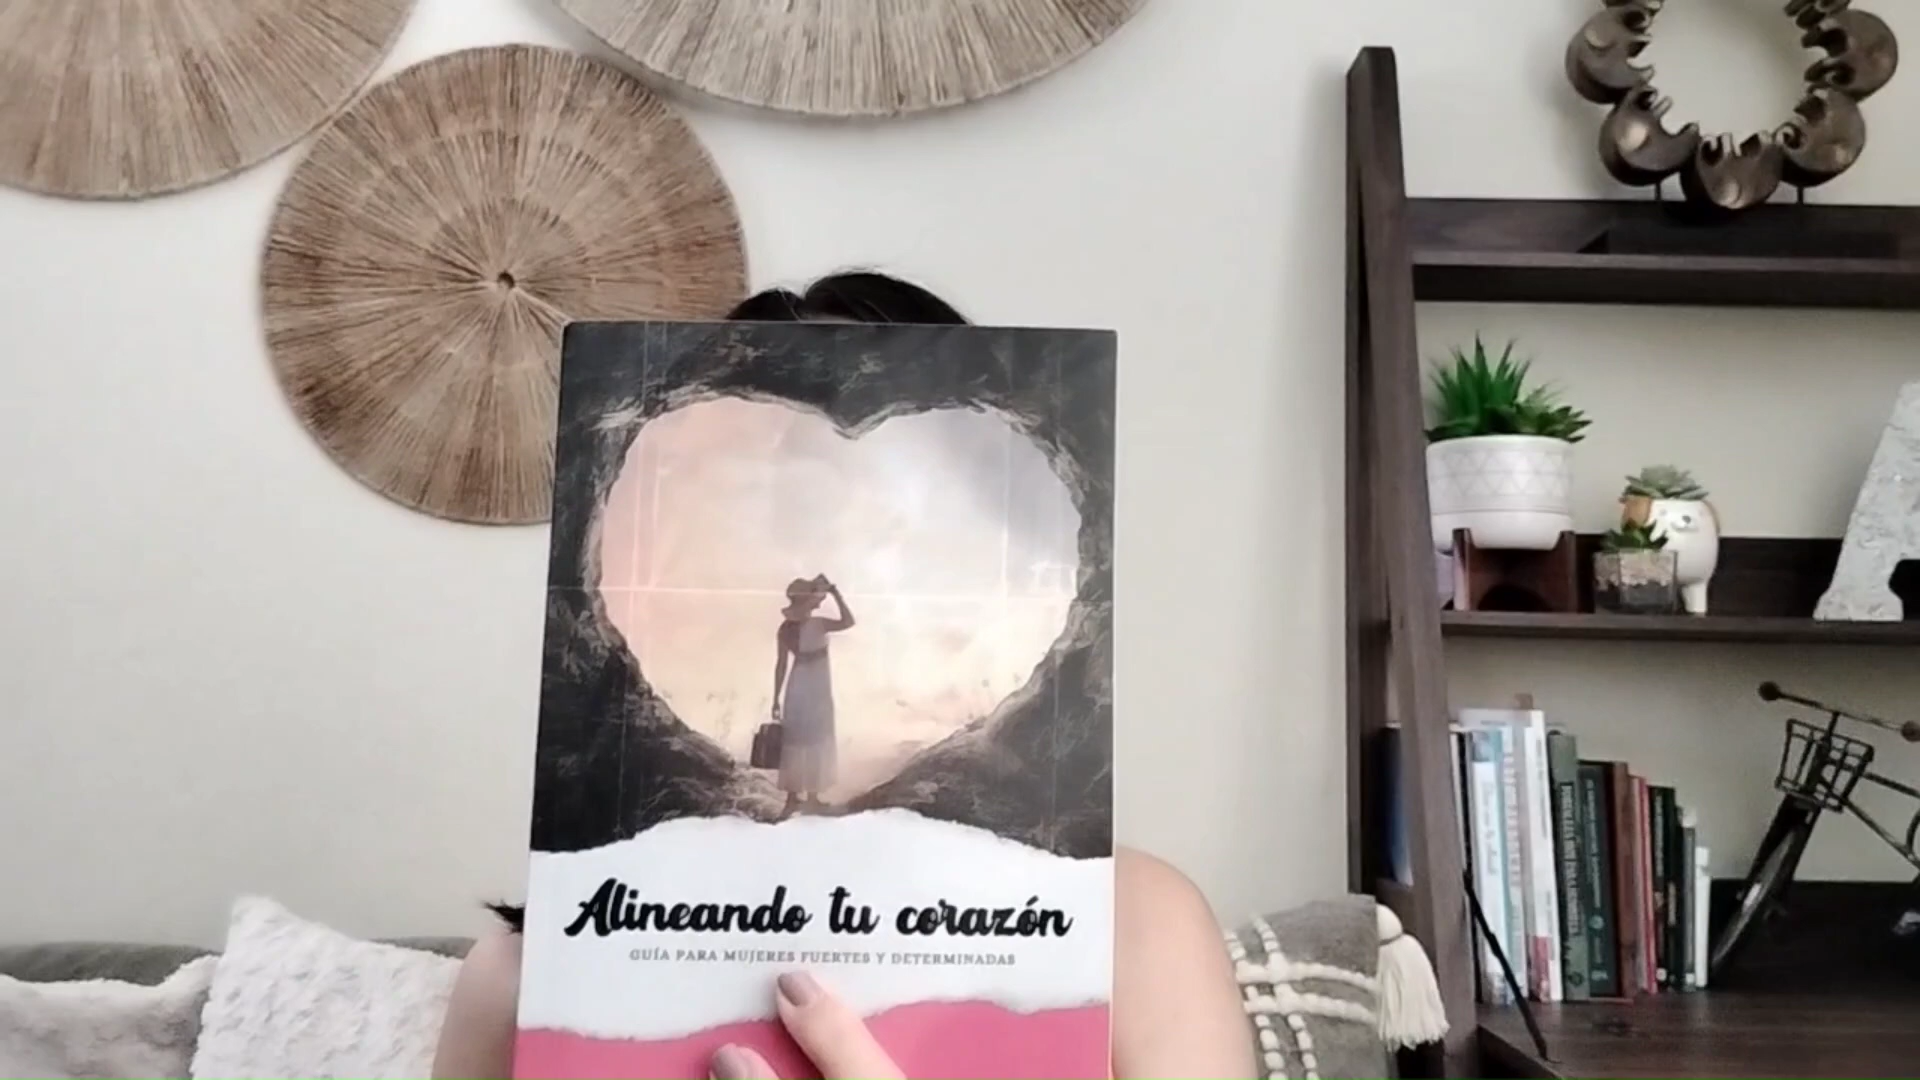 Alineando tu corazón
GUÍA PARA MUJERES FUERTES Y DETERMINADAS